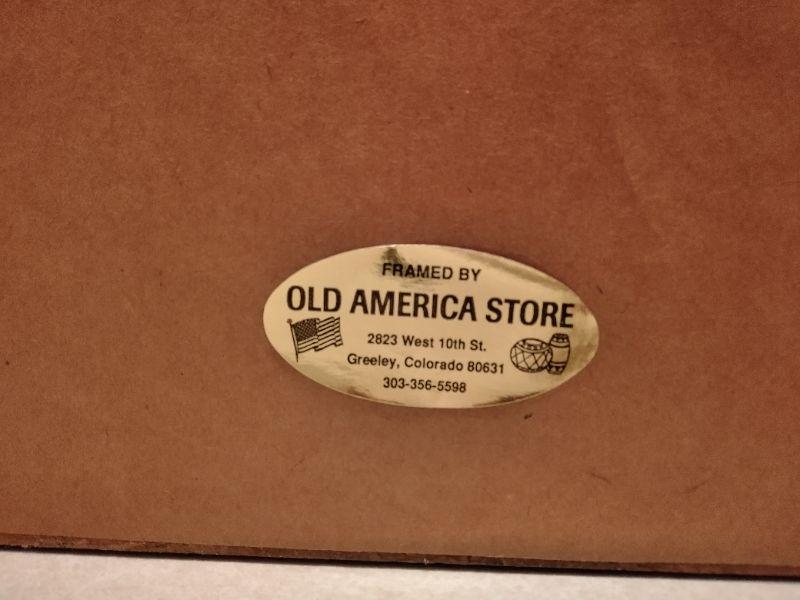 FRAMED BY
OLD AMERICA STORE
2823 West 10th St.
Greeley, Colorado 80631
303-356-5598